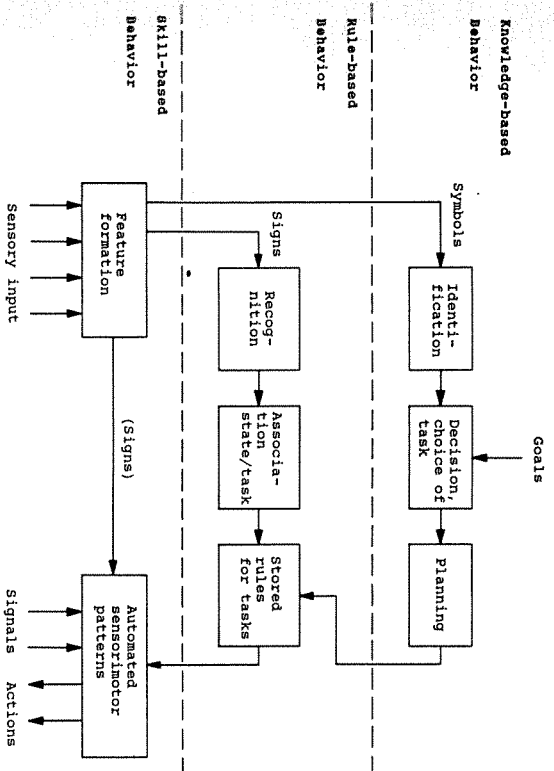 Knowledge-based
Behavior
Goals
Symbols
Identi-
fication
Decision,
choice of
task
Planning
Rule-based
Behavior
Signs
Recog-
nition
Associa-
tion
state/task
Stored
rules
for tasks
Skill-based
Behavior
Feature
formation
(Signs)
Automated
sensorimotor
patterns
Sensory input
Signals
Actions